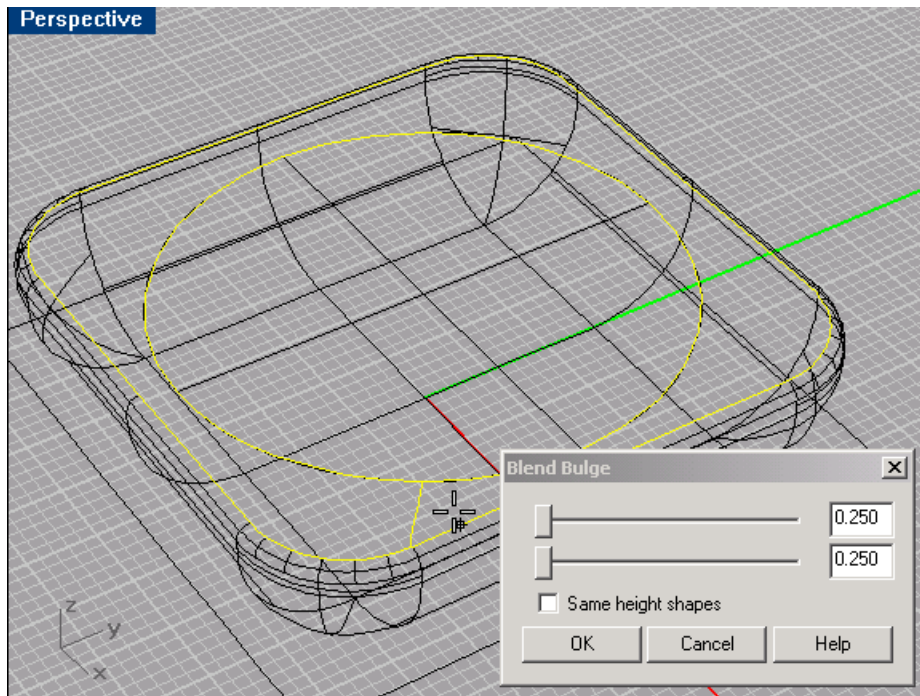 Perspective
Blend Bulge
0.250
0.250
Same height shapes
OK Cancel Help
z
y
x